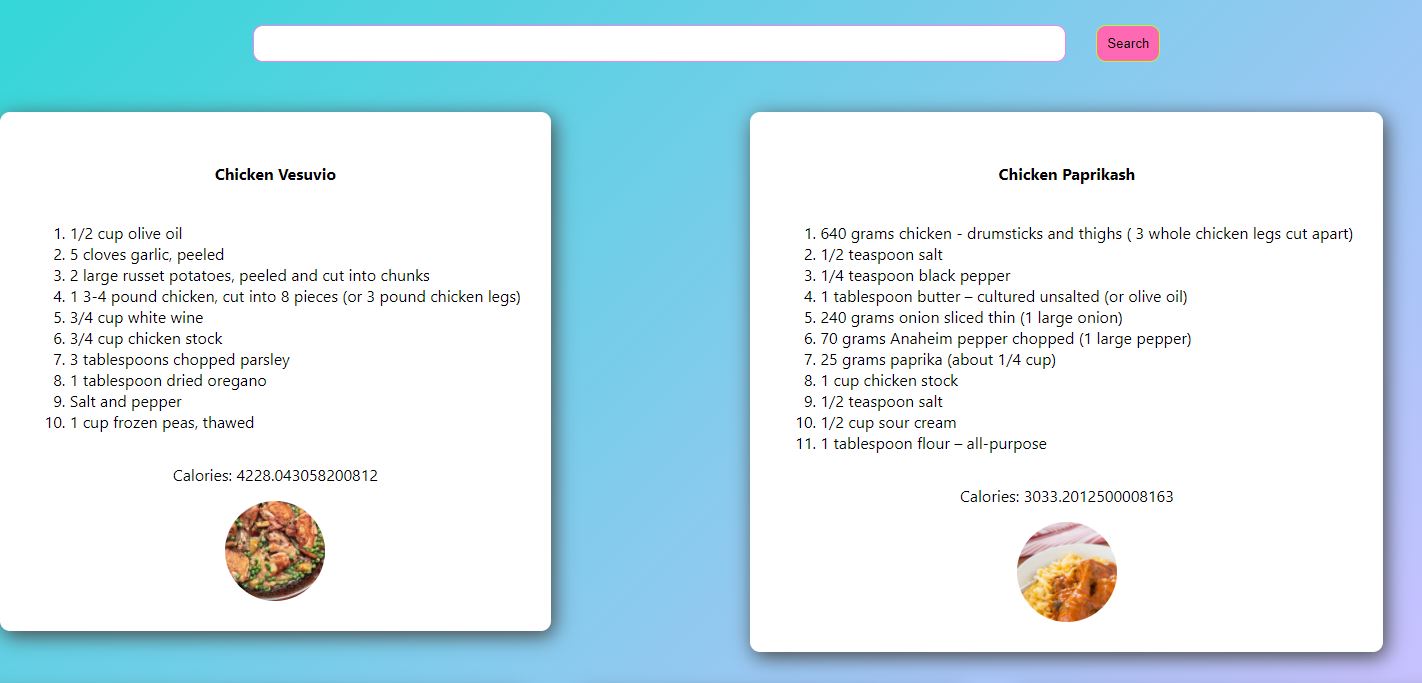 Search
Chicken Vesuvio
1. 1/2 cup olive oil
2. 5 cloves garlic, peeled
3. 2 large russet potatoes, peeled and cut into chunks
4. 1 3-4 pound chicken, cut into 8 pieces (or 3 pound chicken legs)
5. 3/4 cup white wine
6. 3/4 cup chicken stock
7. 3 tablespoons chopped parsley
8. 1 tablespoon dried oregano
9. Salt and pepper
10. 1 cup frozen peas, thawed
Calories: 4228.043058200812
Chicken Paprikash
1. 640 grams chicken - drumsticks and thighs ( 3 whole chicken legs cut apart)
2. 1/2 teaspoon salt
3. 1/4 teaspoon black pepper
4. 1 tablespoon butter – cultured unsalted (or olive oil)
5. 240 grams onion sliced thin (1 large onion)
6. 70 grams Anaheim pepper chopped (1 large pepper)
7. 25 grams paprika (about 1/4 cup)
8. 1 cup chicken stock
9. 1/2 teaspoon salt
10. 1/2 cup sour cream
11. 1 tablespoon flour – all-purpose
Calories: 3033.2012500008163